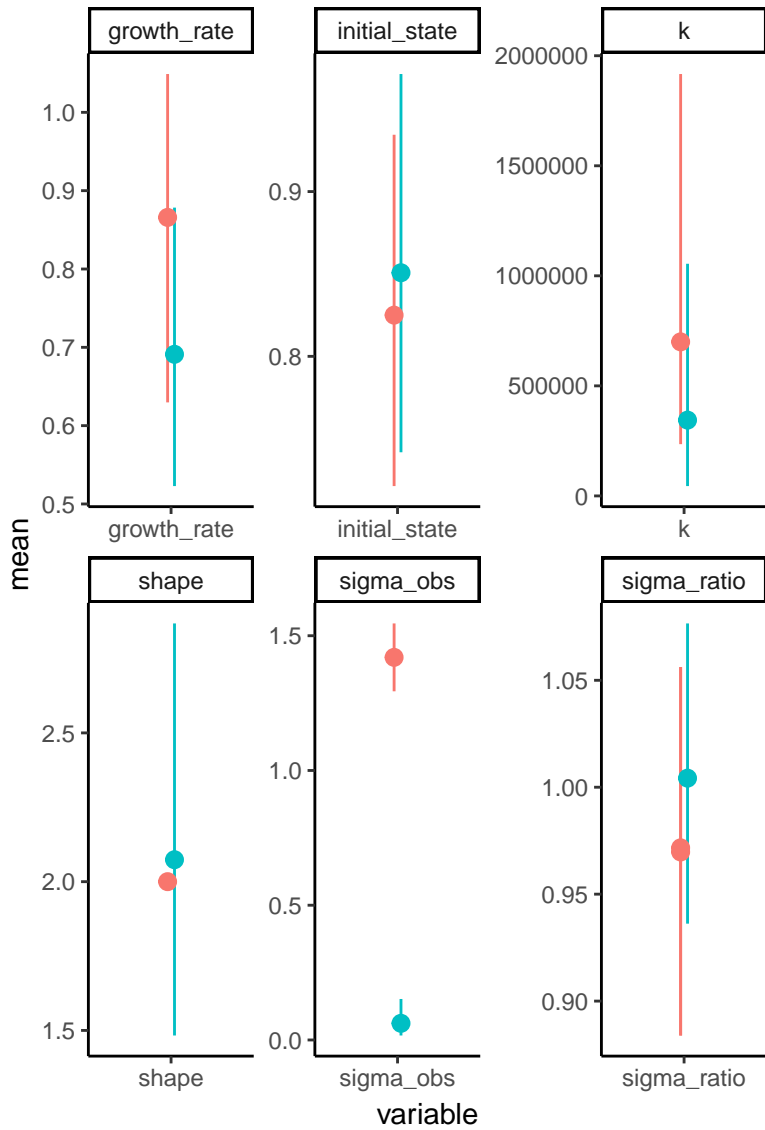 growth_rate
initial_state
k
1.0
0.9
0.8
0.7
0.6
0.5
0.9
0.8
2000000
1500000
1000000
500000
0
growth_rate
initial_state
k
mean
shape
sigma_obs
sigma_ratio
2.5
2.0
1.5
1.5
1.0
0.5
0.0
1.05
1.00
0.95
0.90
shape
sigma_obs
sigma_ratio
variable